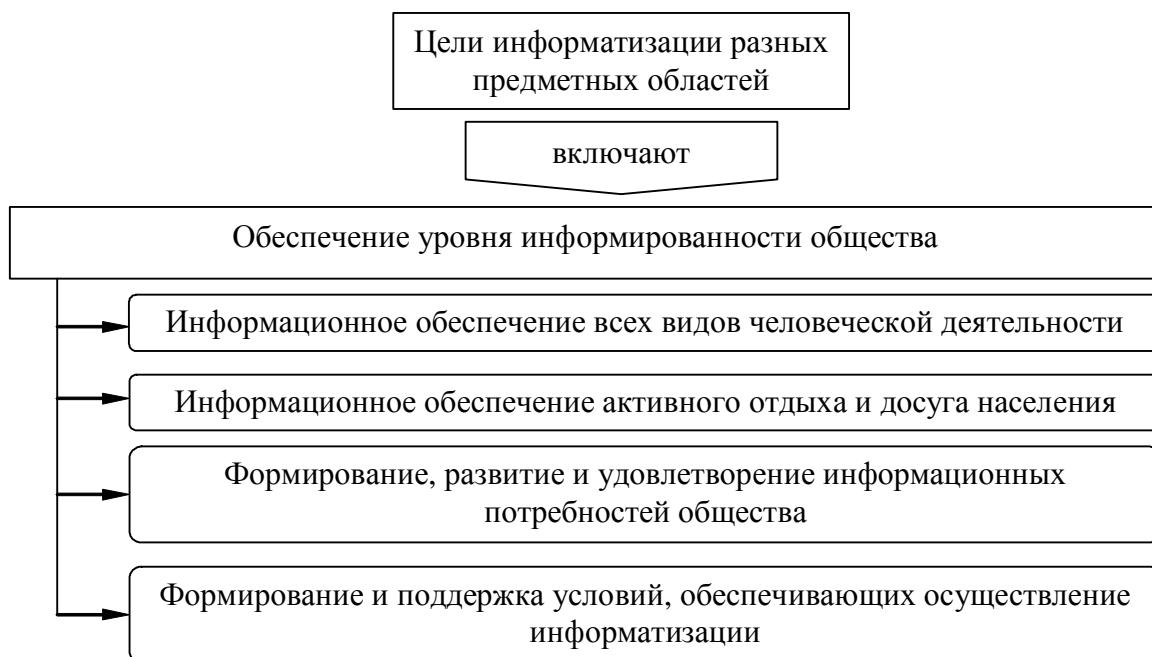 Цели информатизации разных
предметных областей
включают
Обеспечение уровня информированности общества
Информационное обеспечение всех видов человеческой деятельности
Информационное обеспечение активного отдыха и досуга населения
Формирование, развитие и удовлетворение информационных
потребностей общества
Формирование и поддержка условий, обеспечивающих осуществление
информатизации